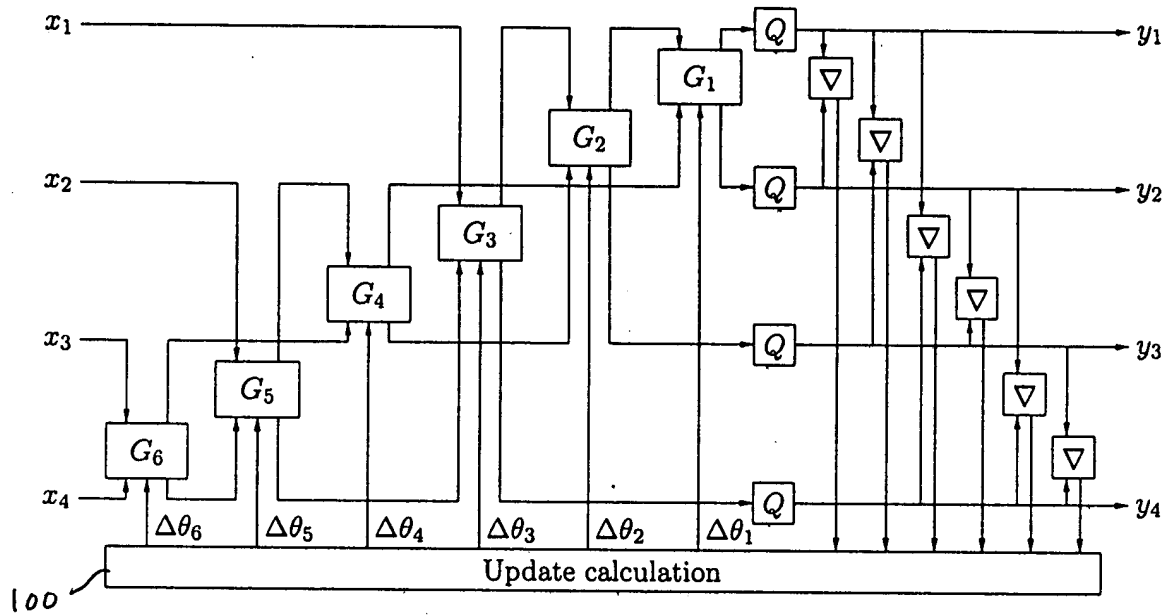 x₁ Q y₁
G₁ ∇
G₂ ∇
x₂ Q y₂
G₃ ∇
G₄ ∇
x₃ Q y₃
G₅ ∇
G₆ ∇
x₄ Q y₄
Δθ₆ Δθ₅ Δθ₄ Δθ₃ Δθ₂ Δθ₁
Update calculation
100